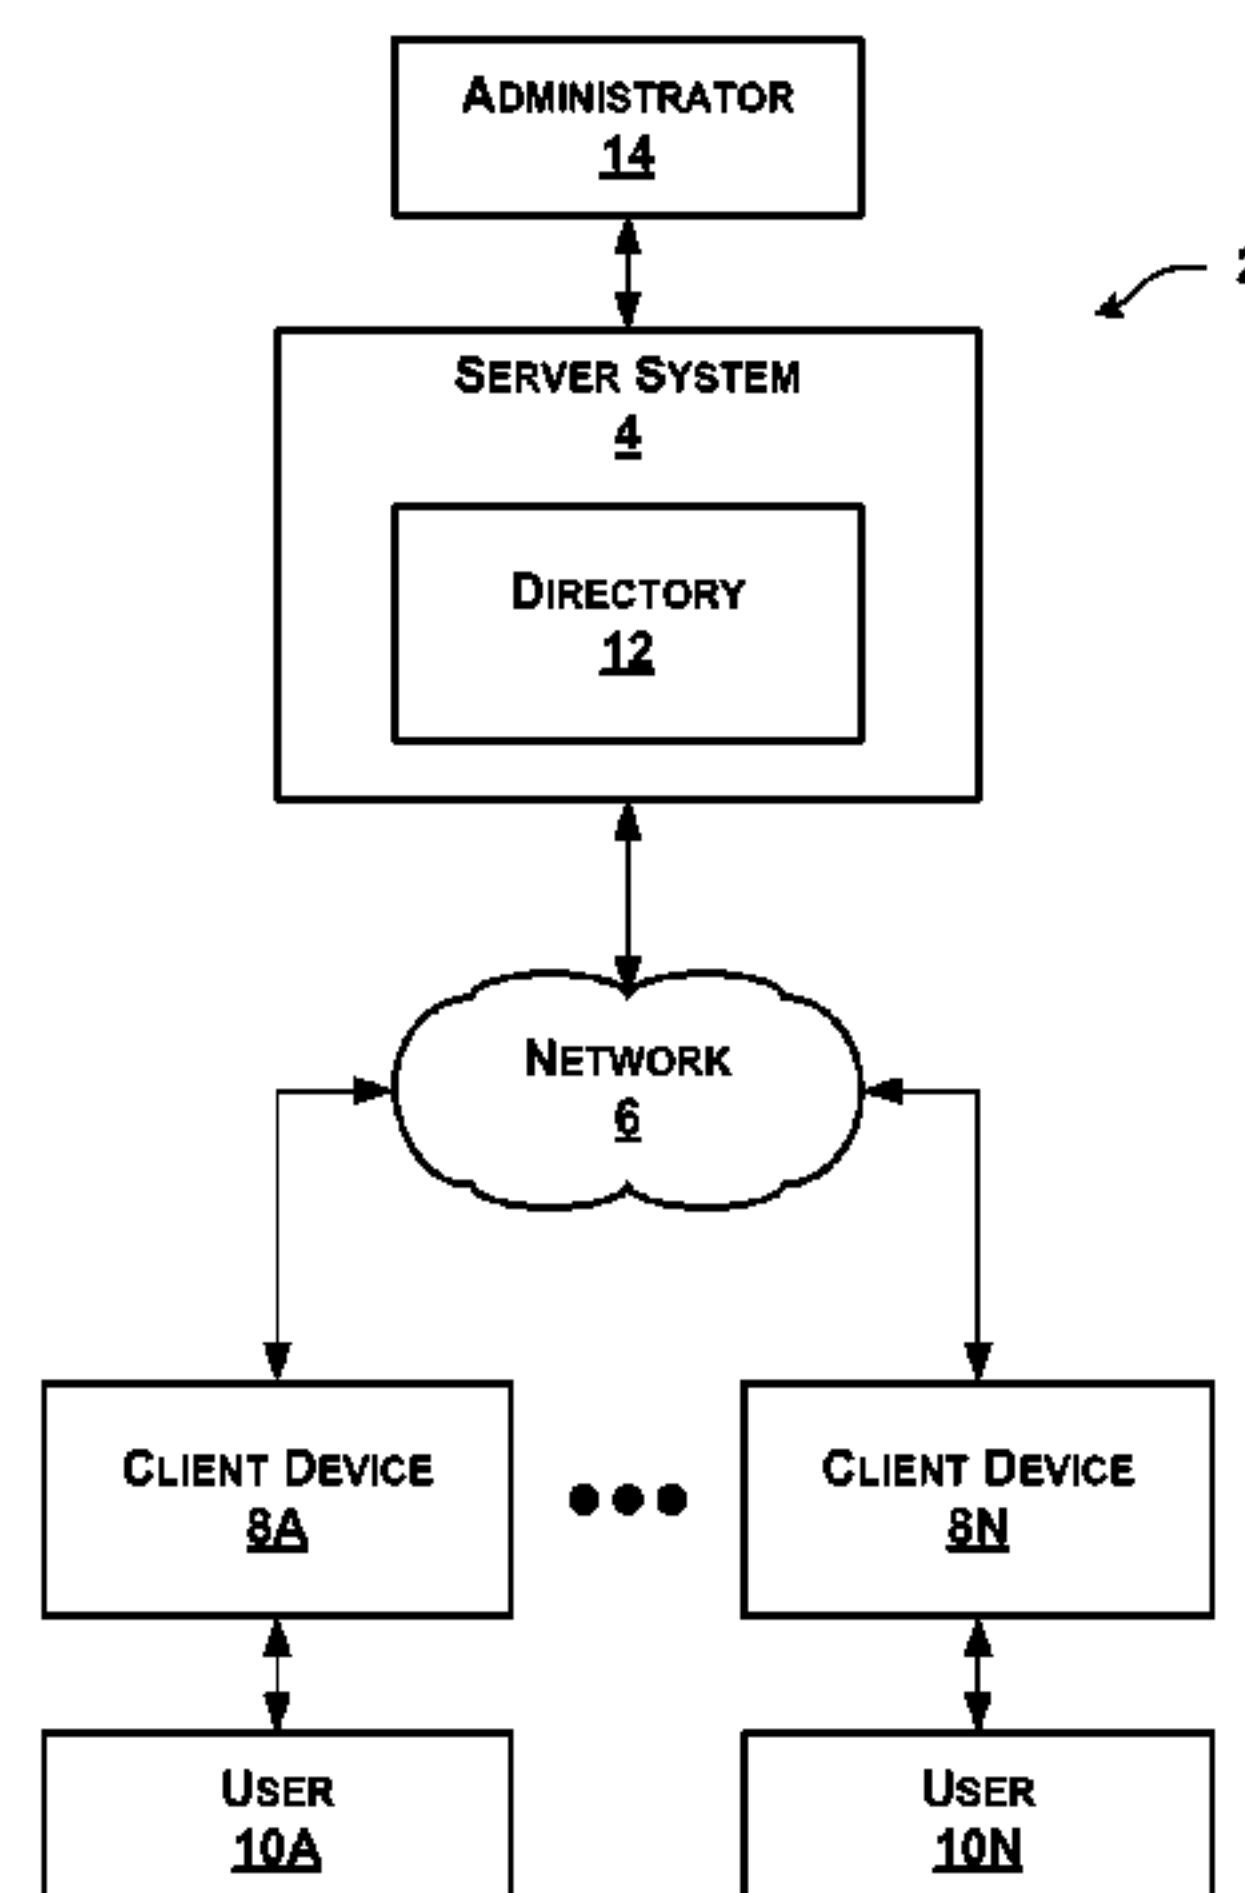 ADMINISTRATOR
14
2
SERVER SYSTEM
4
DIRECTORY
12
NETWORK
6
CLIENT DEVICE
8A
CLIENT DEVICE
8N
USER
10A
USER
10N